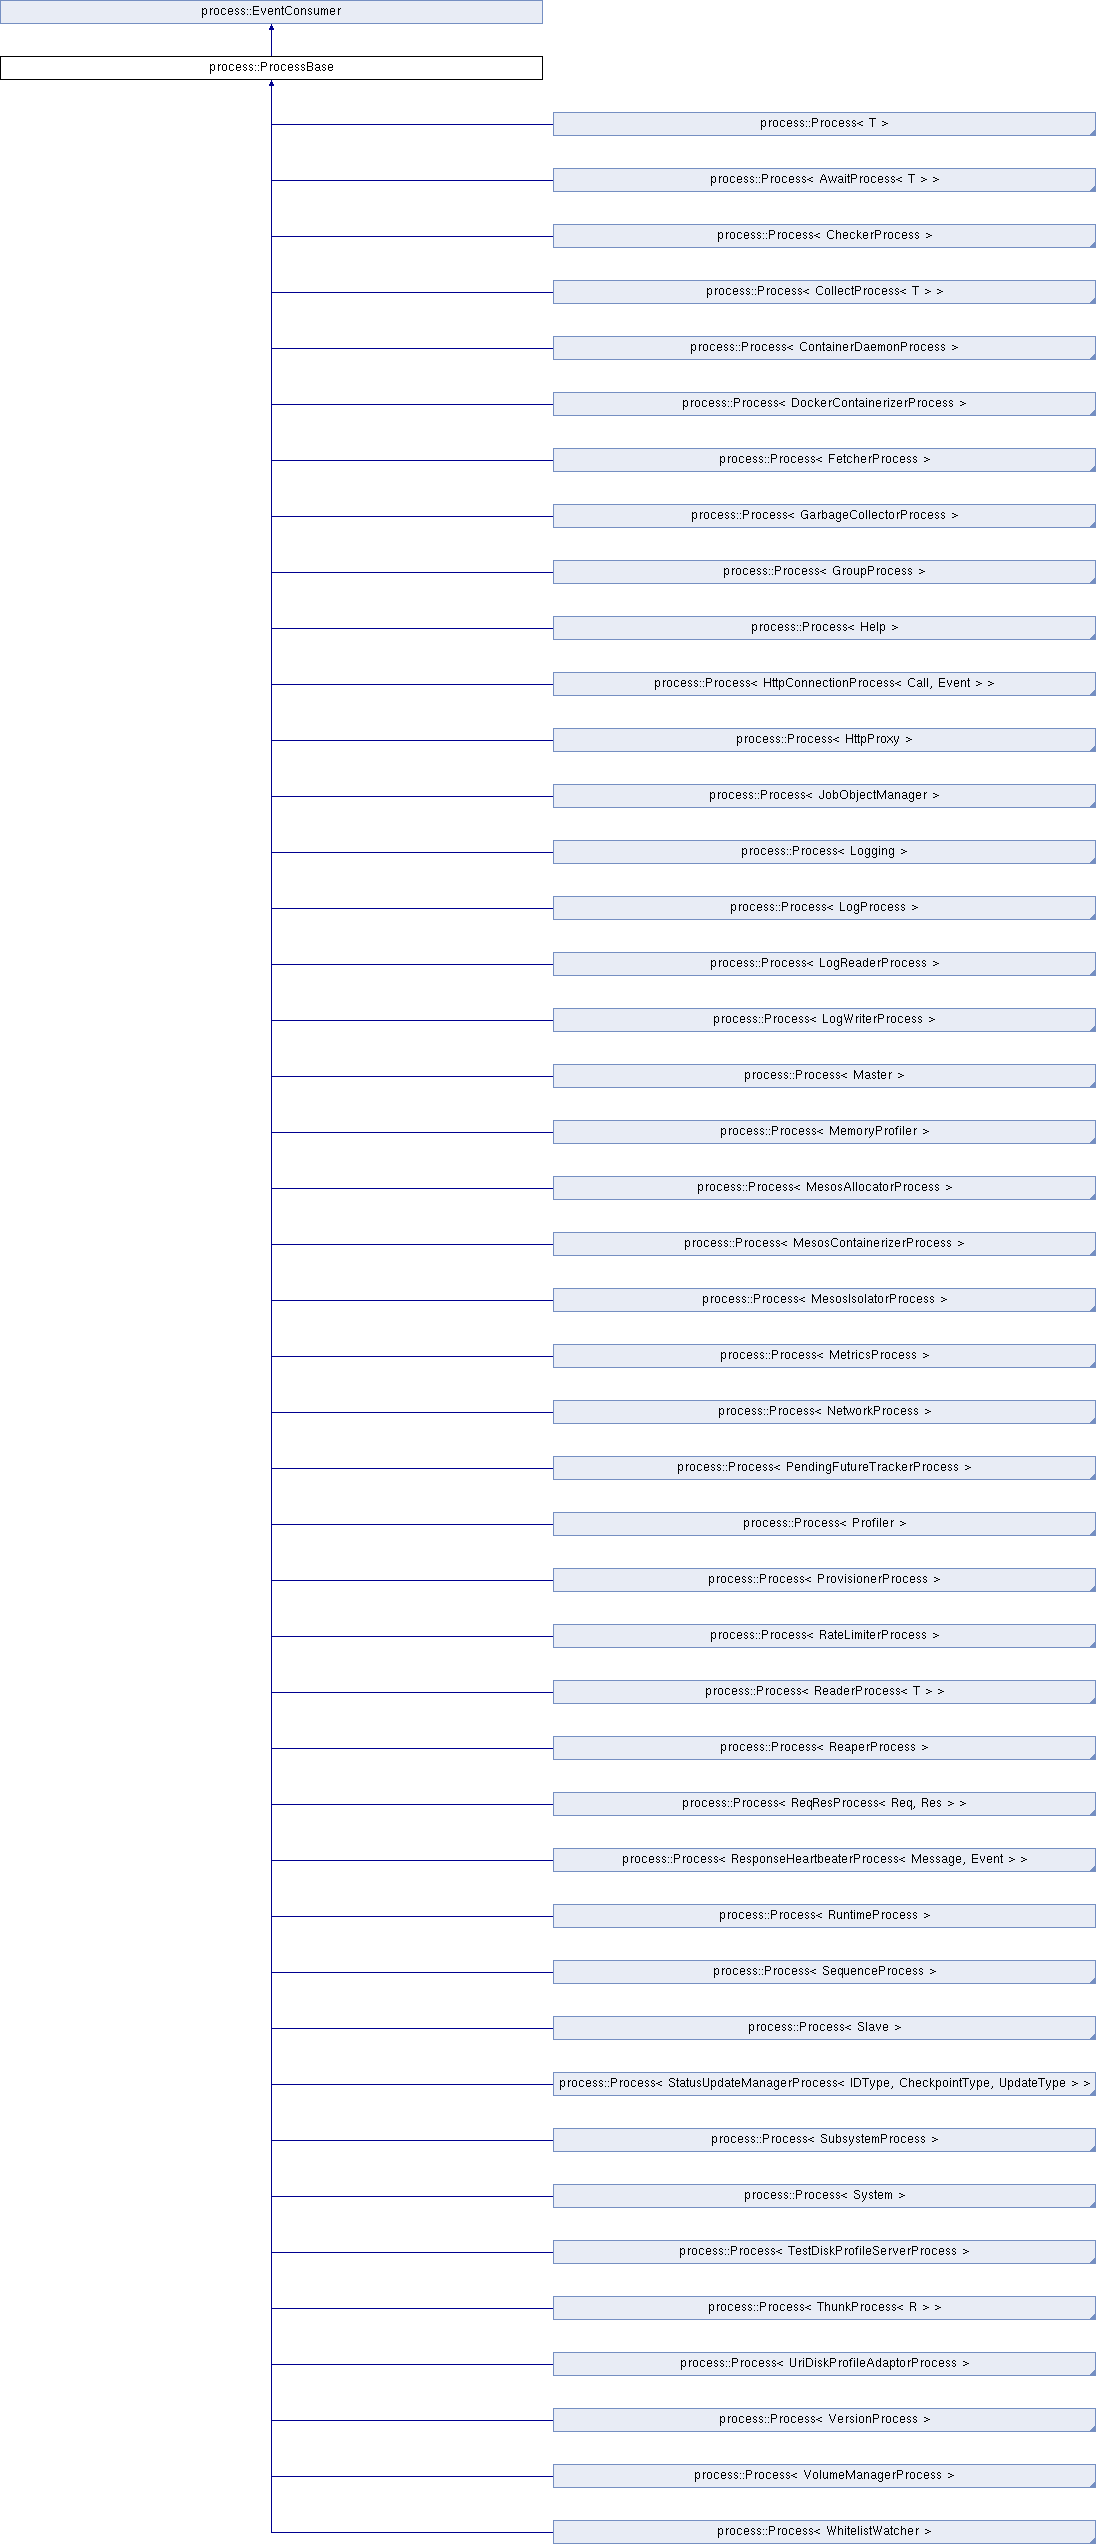 process::EventConsumer
process::ProcessBase
process::Process< T >
process::Process< AwaitProcess< T > >
process::Process< CheckerProcess >
process::Process< CollectProcess< T > >
process::Process< ContainerDaemonProcess >
process::Process< DockerContainerizerProcess >
process::Process< FetcherProcess >
process::Process< GarbageCollectorProcess >
process::Process< GroupProcess >
process::Process< Help >
process::Process< HttpConnectionProcess< Call, Event > >
process::Process< HttpProxy >
process::Process< JobObjectManager >
process::Process< Logging >
process::Process< LogProcess >
process::Process< LogReaderProcess >
process::Process< LogWriterProcess >
process::Process< Master >
process::Process< MemoryProfiler >
process::Process< MesosAllocatorProcess >
process::Process< MesosContainerizerProcess >
process::Process< MesosIsolatorProcess >
process::Process< MetricsProcess >
process::Process< NetworkProcess >
process::Process< PendingFutureTrackerProcess >
process::Process< Profiler >
process::Process< ProvisionerProcess >
process::Process< RateLimiterProcess >
process::Process< ReaderProcess< T > >
process::Process< ReaperProcess >
process::Process< ReqResProcess< Req, Res > >
process::Process< ResponseHeartbeaterProcess< Message, Event > >
process::Process< RuntimeProcess >
process::Process< SequenceProcess >
process::Process< Slave >
process::Process< StatusUpdateManagerProcess< IDType, CheckpointType, UpdateType > >
process::Process< SubsystemProcess >
process::Process< System >
process::Process< TestDiskProfileServerProcess >
process::Process< ThunkProcess< R > >
process::Process< UriDiskProfileAdaptorProcess >
process::Process< VersionProcess >
process::Process< VolumeManagerProcess >
process::Process< WhitelistWatcher >